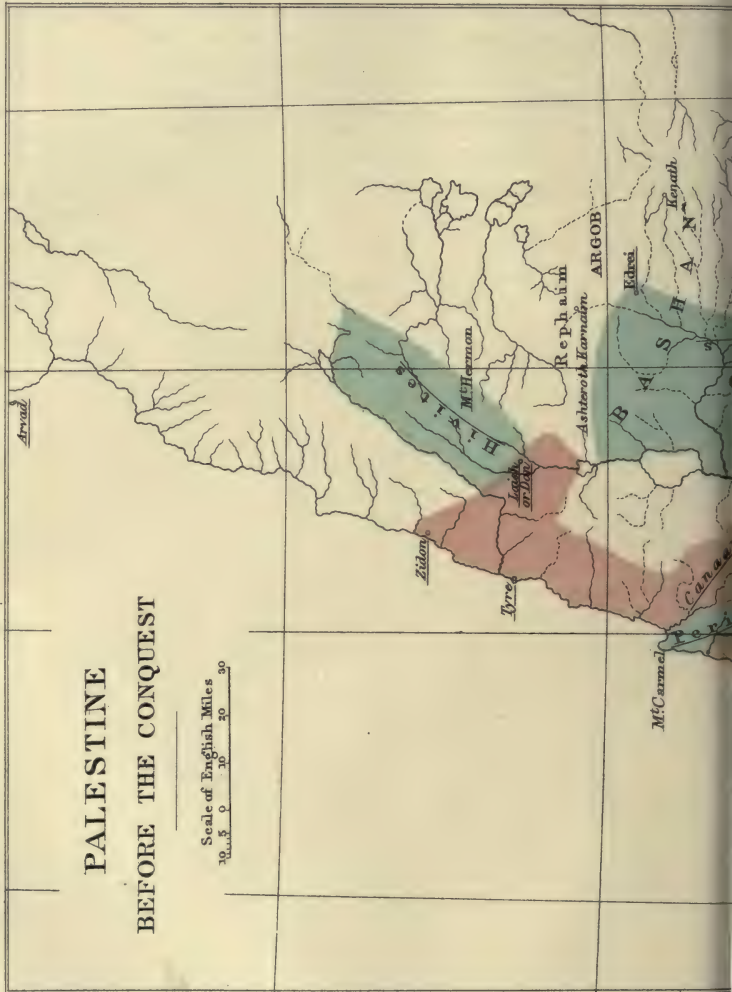 PALESTINE
BEFORE THE CONQUEST
Scale of English Miles
10 5 0 10 20 30
Arvad
Zidon
Tyre
Hivites
Mt. Hermon
Laish
or Dan
Rephaim
Ashteroth Karnaim
ARGOB
Edrei
Kenath
BASHAN
Mt. Carmel